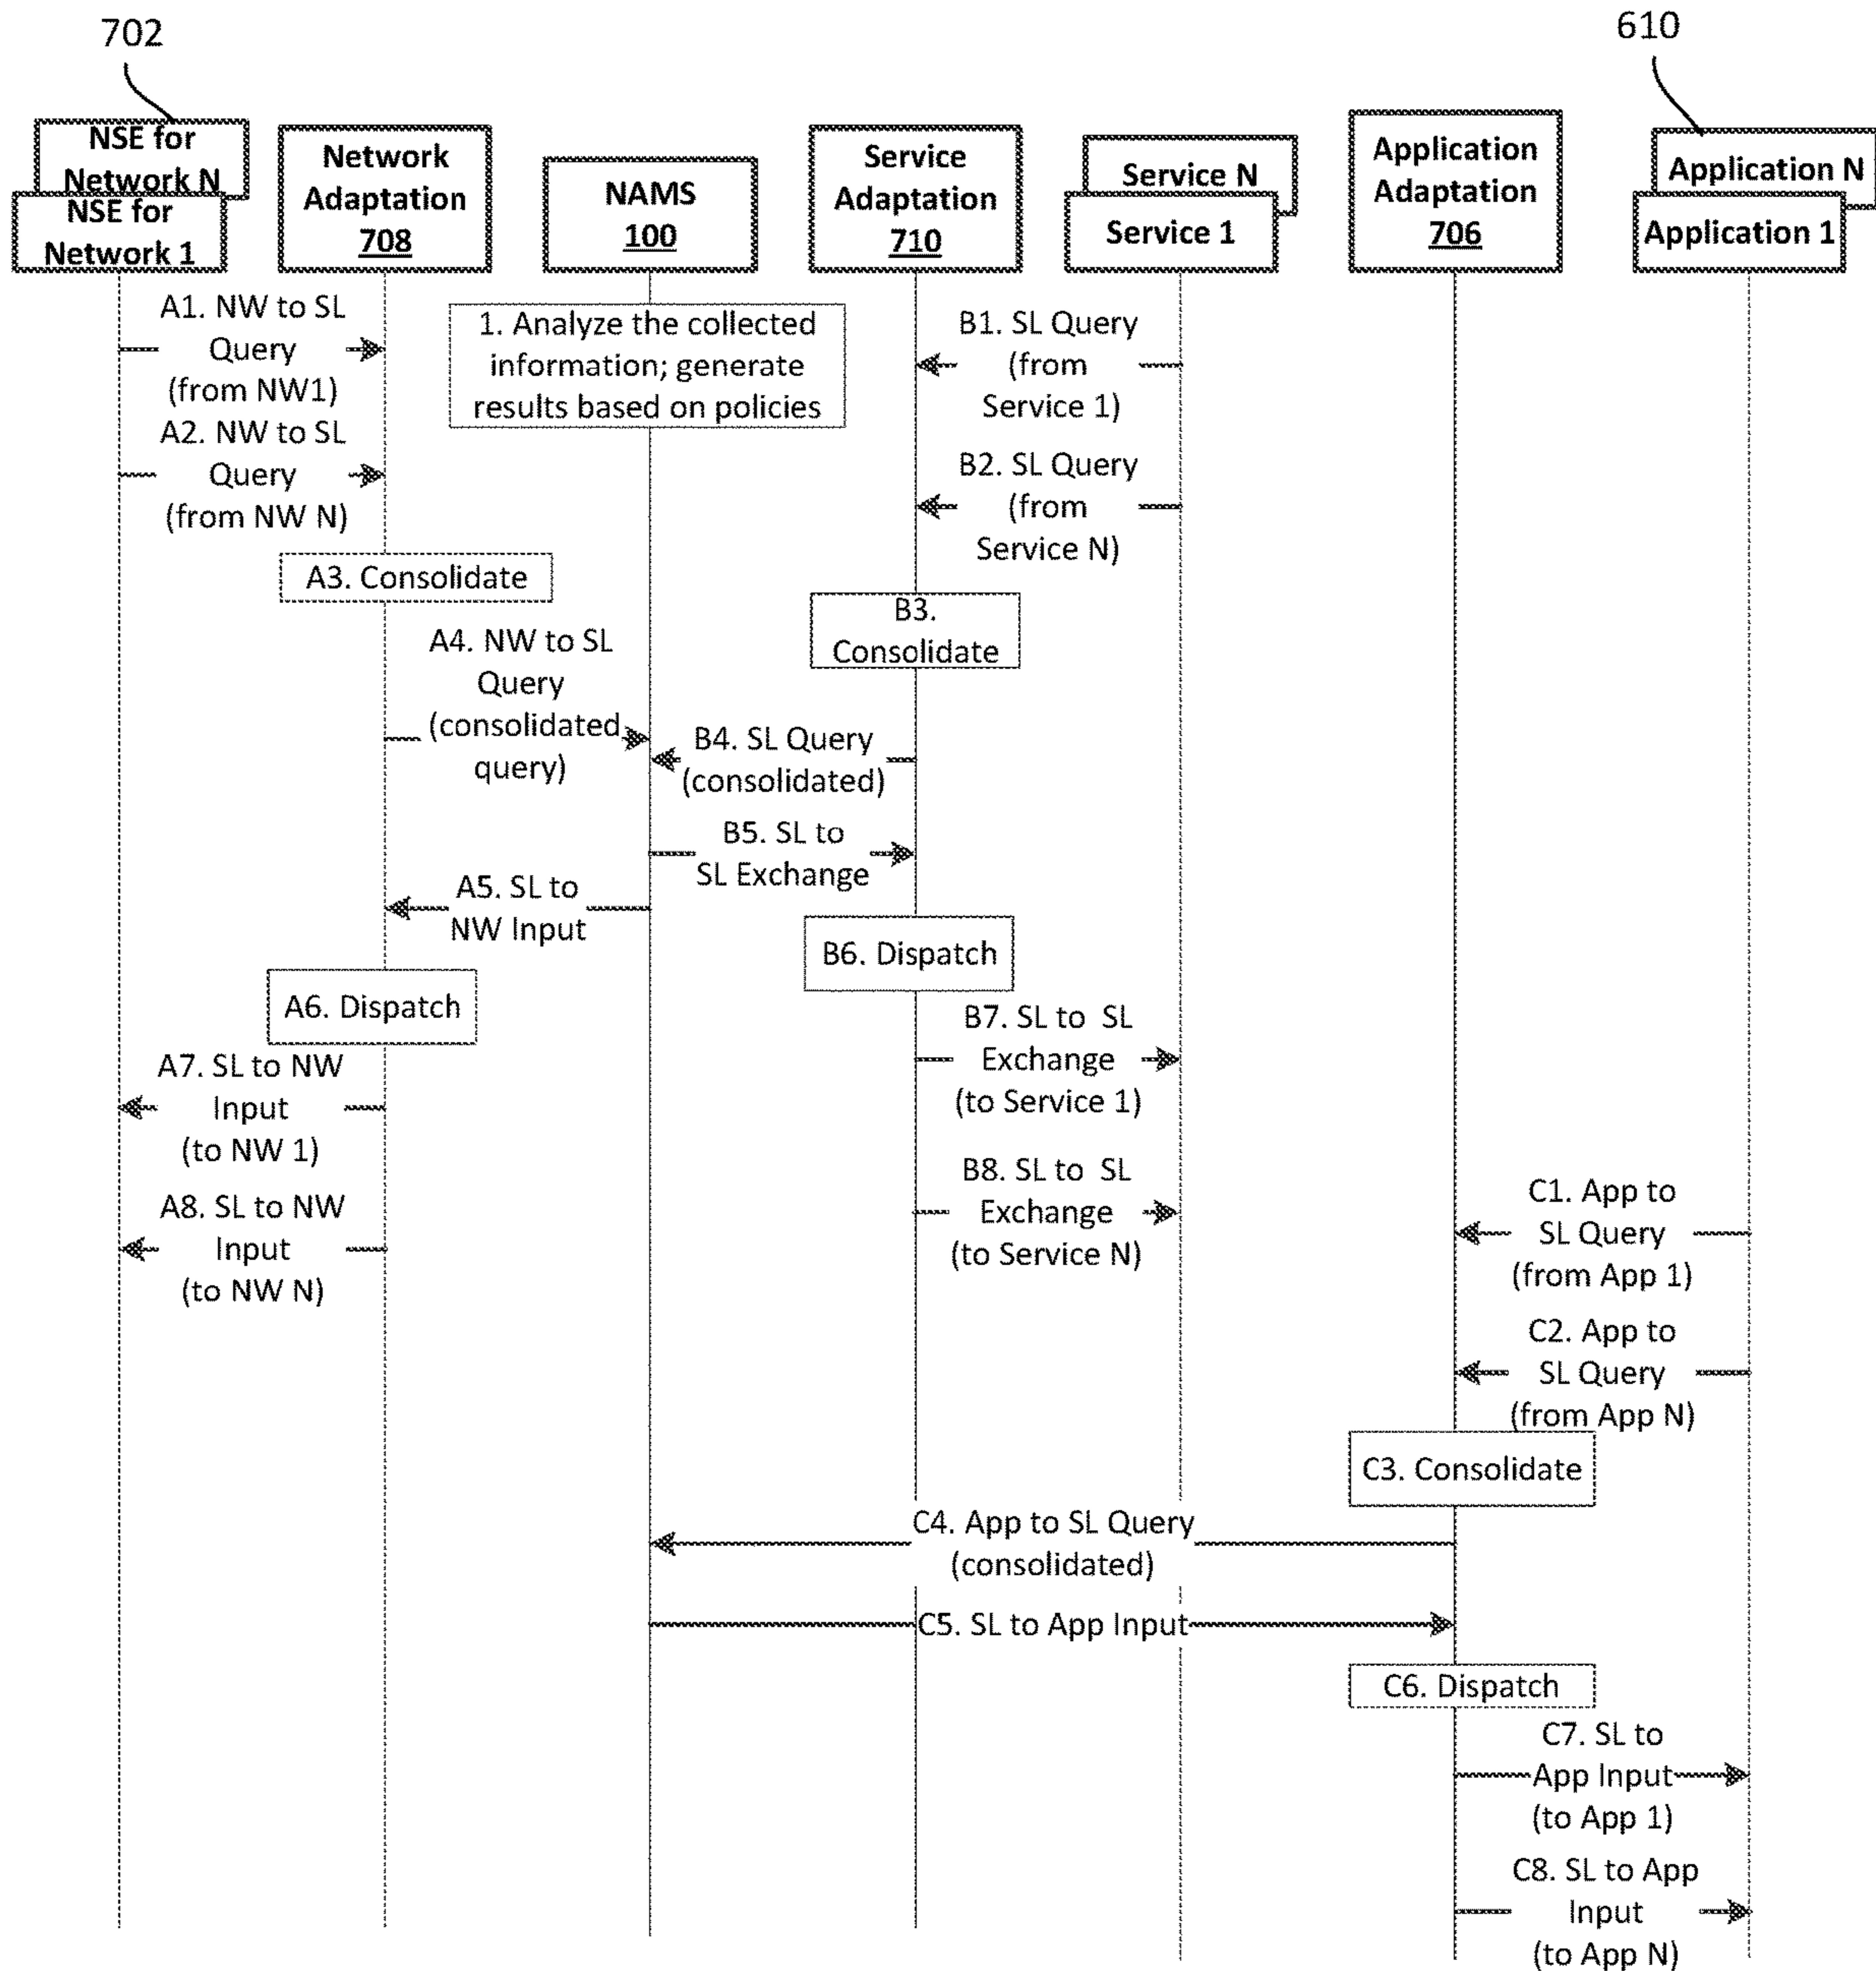 702
610
NSE for
Network N
NSE for
Network 1
Network
Adaptation
708
NAMS
100
Service
Adaptation
710
Service N
Service 1
Application
Adaptation
706
Application N
Application 1
A1. NW to SL
Query
(from NW1)
A2. NW to SL
Query
(from NW N)
1. Analyze the collected
information; generate
results based on policies
B1. SL Query
(from
Service 1)
B2. SL Query
(from
Service N)
A3. Consolidate
B3.
Consolidate
A4. NW to SL
Query
(consolidated
query)
B4. SL Query
(consolidated)
B5. SL to
SL Exchange
A5. SL to
NW Input
B6. Dispatch
A6. Dispatch
B7. SL to SL
Exchange
(to Service 1)
A7. SL to NW
Input
(to NW 1)
B8. SL to SL
Exchange
(to Service N)
A8. SL to NW
Input
(to NW N)
C1. App to
SL Query
(from App 1)
C2. App to
SL Query
(from App N)
C3. Consolidate
C4. App to SL Query
(consolidated)
C5. SL to App Input
C6. Dispatch
C7. SL to
App Input
(to App 1)
C8. SL to App
Input
(to App N)